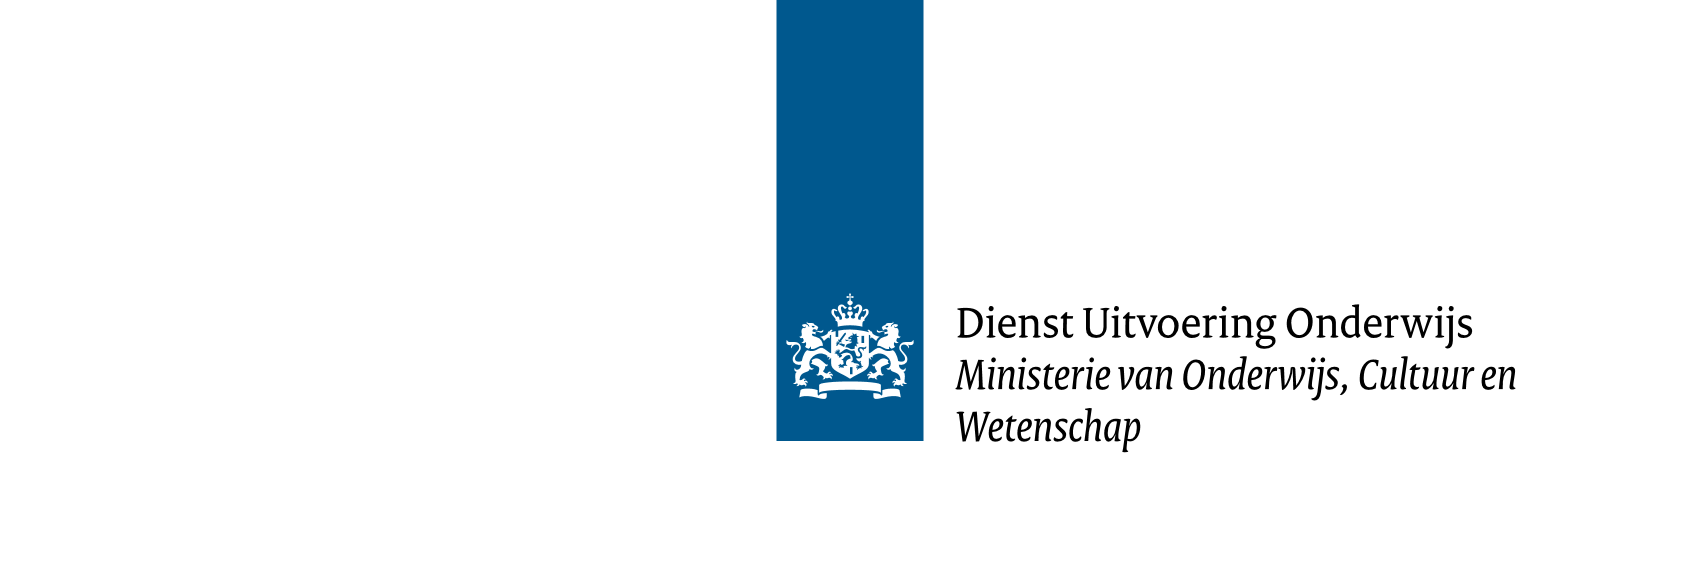 Dienst Uitvoering Onderwijs
Ministerie van Onderwijs, Cultuur en
Wetenschap